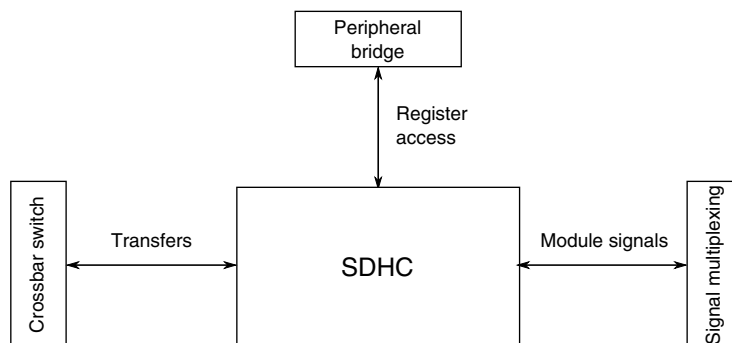 Peripheral
bridge
Register
access
Crossbar switch
Transfers
SDHC
Module signals
Signal multiplexing